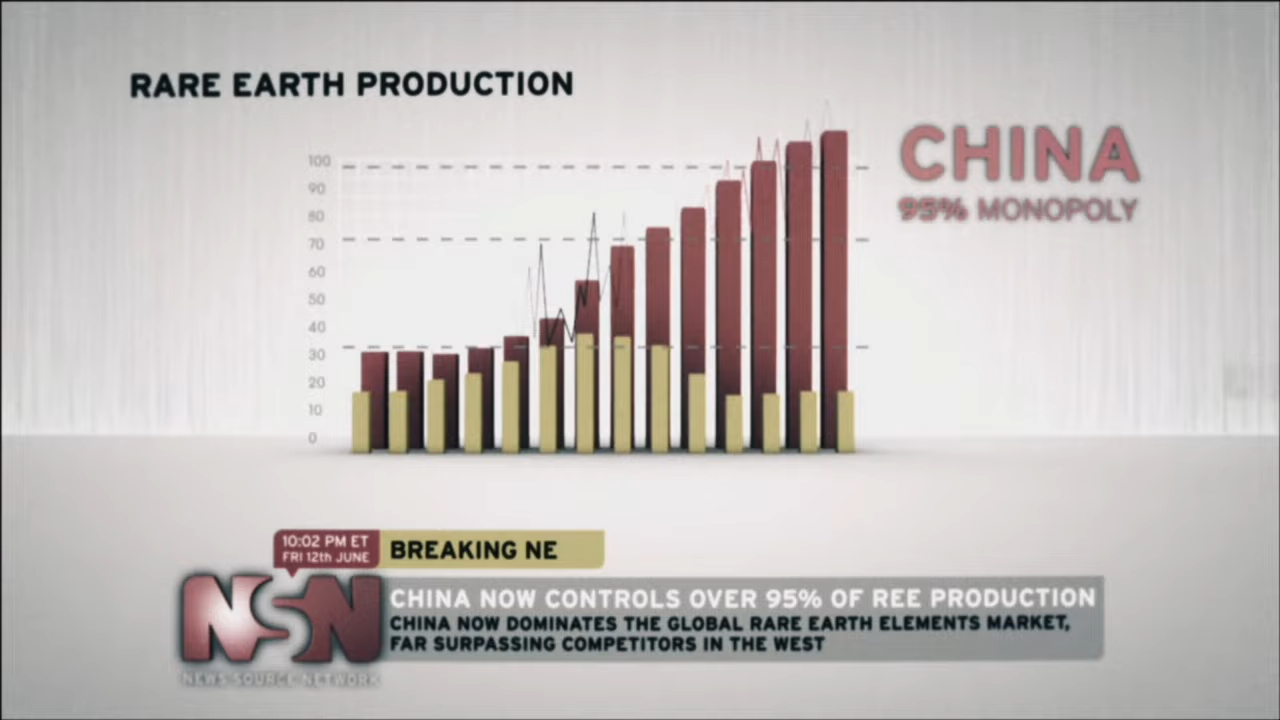 RARE EARTH PRODUCTION
CHINA
95% MONOPOLY
100
90
80
70
60
50
40
30
20
10
0
10:02 PM ET
FRI 12th JUNE
BREAKING NE
NSN
NEWS SOURCE NETWORK
CHINA NOW CONTROLS OVER 95% OF REE PRODUCTION
CHINA NOW DOMINATES THE GLOBAL RARE EARTH ELEMENTS MARKET,
FAR SURPASSING COMPETITORS IN THE WEST